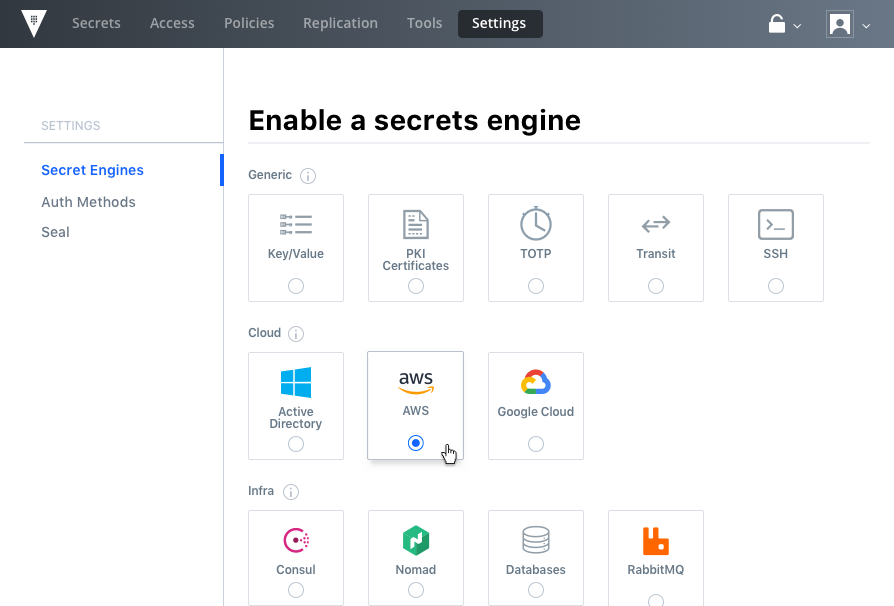 Secrets Access Policies Replication Tools Settings
SETTINGS
Secret Engines
Auth Methods
Seal
Enable a secrets engine
Generic
Key/Value
PKI
Certificates
TOTP
Transit
SSH
Cloud
Active
Directory
aws
AWS
Google Cloud
Infra
Consul
Nomad
Databases
RabbitMQ